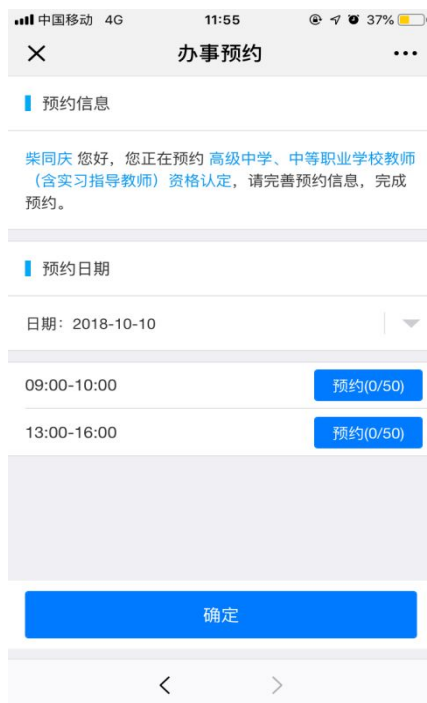 中国移动 4G 11:55 37%
办事预约
预约信息
柴同庆 您好，您正在预约 高级中学、中等职业学校教师
（含实习指导教师）资格认定，请完善预约信息，完成
预约。
预约日期
日期：2018-10-10
09:00-10:00 预约(0/50)
13:00-16:00 预约(0/50)
确定